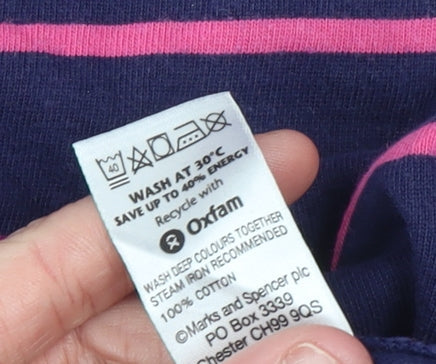 40
WASH AT 30°C
SAVE UP TO 40% ENERGY
Recycle with
Oxfam
WASH DEEP COLOURS TOGETHER
STEAM IRON RECOMMENDED
100% COTTON
©Marks and Spencer plc
PO Box 3339
Chester CH99 9QS